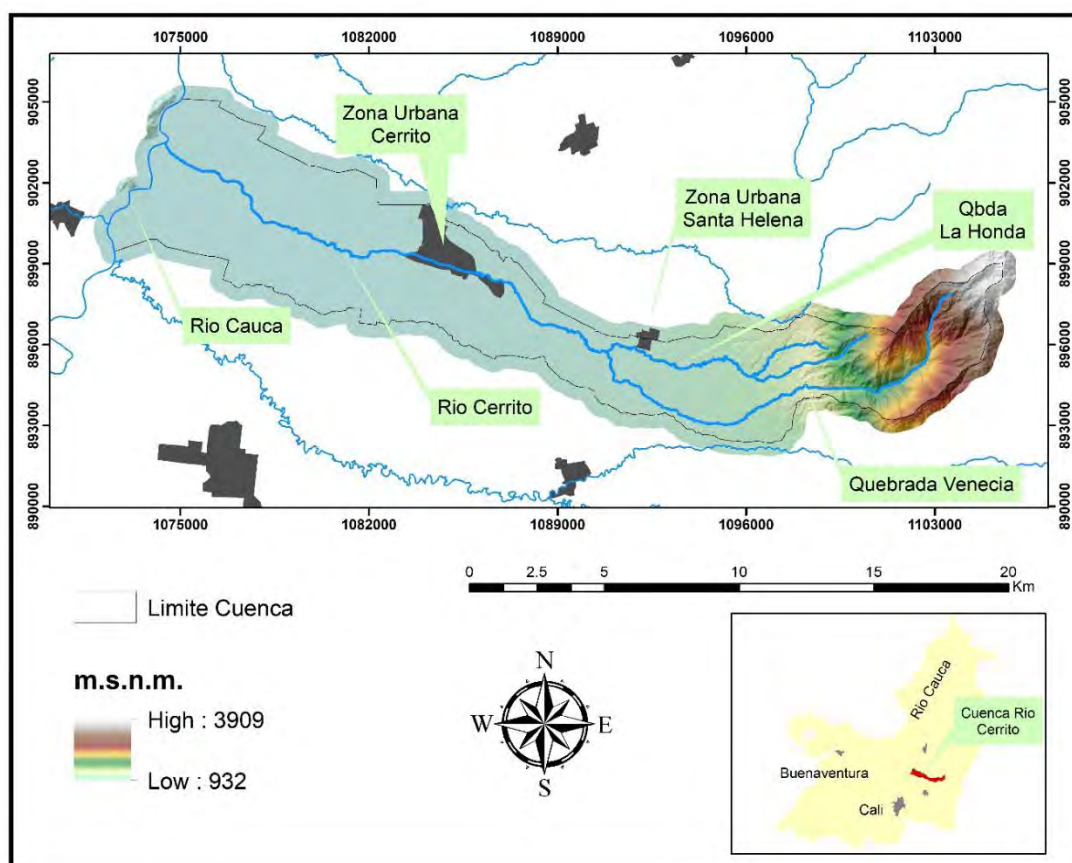 1075000 1082000 1089000 1096000 1103000
905000 905000
902000 902000
899000 899000
896000 896000
893000 893000
890000 890000
Zona Urbana
Cerrito
Zona Urbana
Santa Helena
Qbda
La Honda
Rio Cauca
Rio Cerrito
Quebrada Venecia
1075000 1082000 1089000 1096000 1103000
0 2.5 5 10 15 20
Km
Limite Cuenca
m.s.n.m.
High : 3909
Low : 932
N
W E
S
Rio Cauca
Cuenca Rio
Cerrito
Buenaventura
Cali